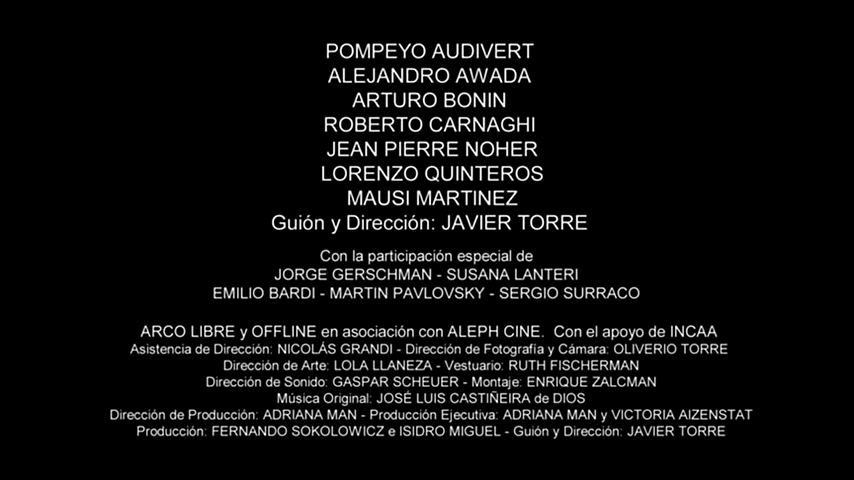 POMPEYO AUDIVERT
ALEJANDRO AWADA
ARTURO BONIN
ROBERTO CARNAGHI
JEAN PIERRE NOHER
LORENZO QUINTEROS
MAUSI MARTINEZ
Guión y Dirección: JAVIER TORRE
Con la participación especial de
JORGE GERSCHMAN - SUSANA LANTERI
EMILIO BARDI - MARTIN PAVLOVSKY - SERGIO SURRACO
ARCO LIBRE y OFFLINE en asociación con ALEPH CINE. Con el apoyo de INCAA
Asistencia de Dirección: NICOLÁS GRANDI - Dirección de Fotografía y Cámara: OLIVERIO TORRE
Dirección de Arte: LOLA LLANEZA - Vestuario: RUTH FISCHERMAN
Dirección de Sonido: GASPAR SCHEUER - Montaje: ENRIQUE ZALCMAN
Música Original: JOSÉ LUIS CASTIÑEIRA de DIOS
Dirección de Producción: ADRIANA MAN - Producción Ejecutiva: ADRIANA MAN y VICTORIA AIZENSTAT
Producción: FERNANDO SOKOLOWICZ e ISIDRO MIGUEL - Guión y Dirección: JAVIER TORRE